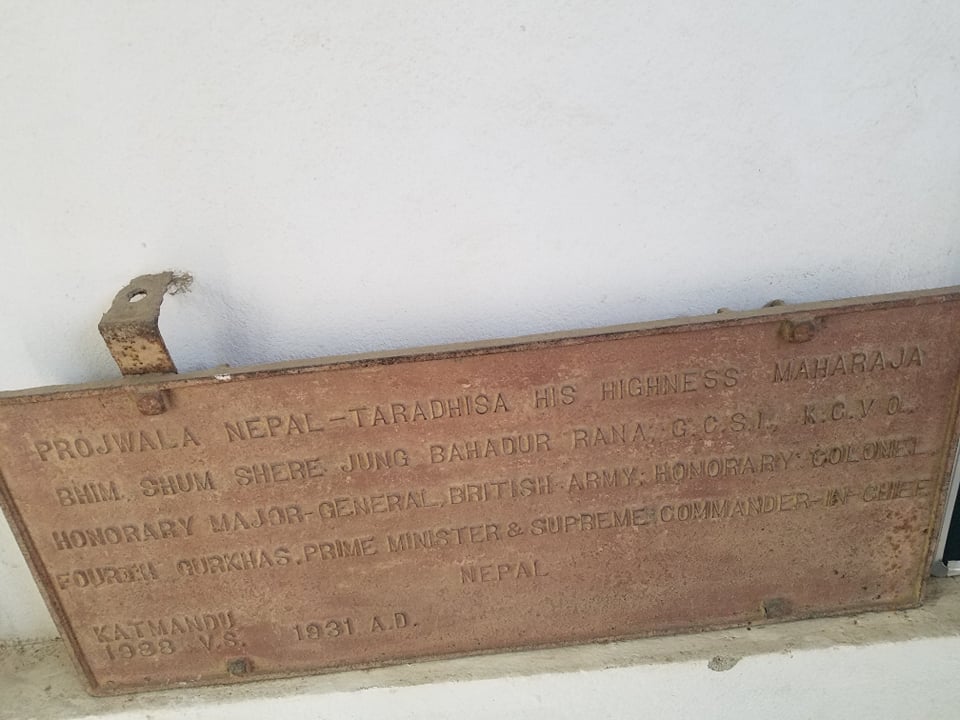 PROJWALA NEPAL-TARADHISA HIS HIGHNESS MAHARAJA
BHIM SHUM SHERE JUNG BAHADUR RANA, G.C.S.I., K.C.V.O.,
HONORARY MAJOR-GENERAL, BRITISH ARMY; HONORARY COLONEL
FOURTH GURKHAS, PRIME MINISTER & SUPREME COMMANDER-IN-CHIEF
NEPAL
KATMANDU
1988 V.S. 1931 A.D.